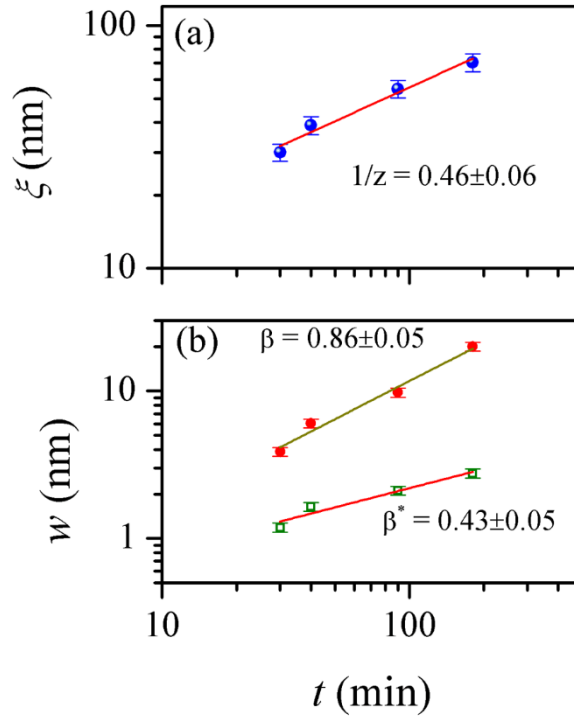 100
(a)
ξ (nm)
1/z = 0.46±0.06
10
(b)
β = 0.86±0.05
10
w (nm)
β* = 0.43±0.05
1
10
100
t (min)